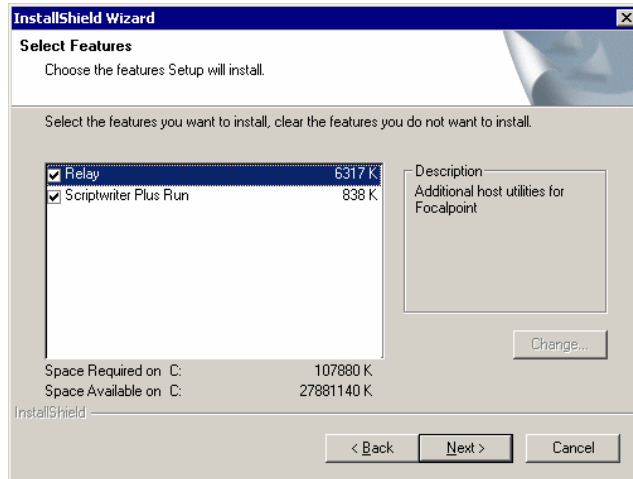 InstallShield Wizard
Select Features
Choose the features Setup will install.
Select the features you want to install, clear the features you do not want to install.
Relay 6317 K
Scriptwriter Plus Run 838 K
Description
Additional host utilities for
Focalpoint
Change...
Space Required on C: 107880 K
Space Available on C: 27881140 K
InstallShield
< Back Next > Cancel